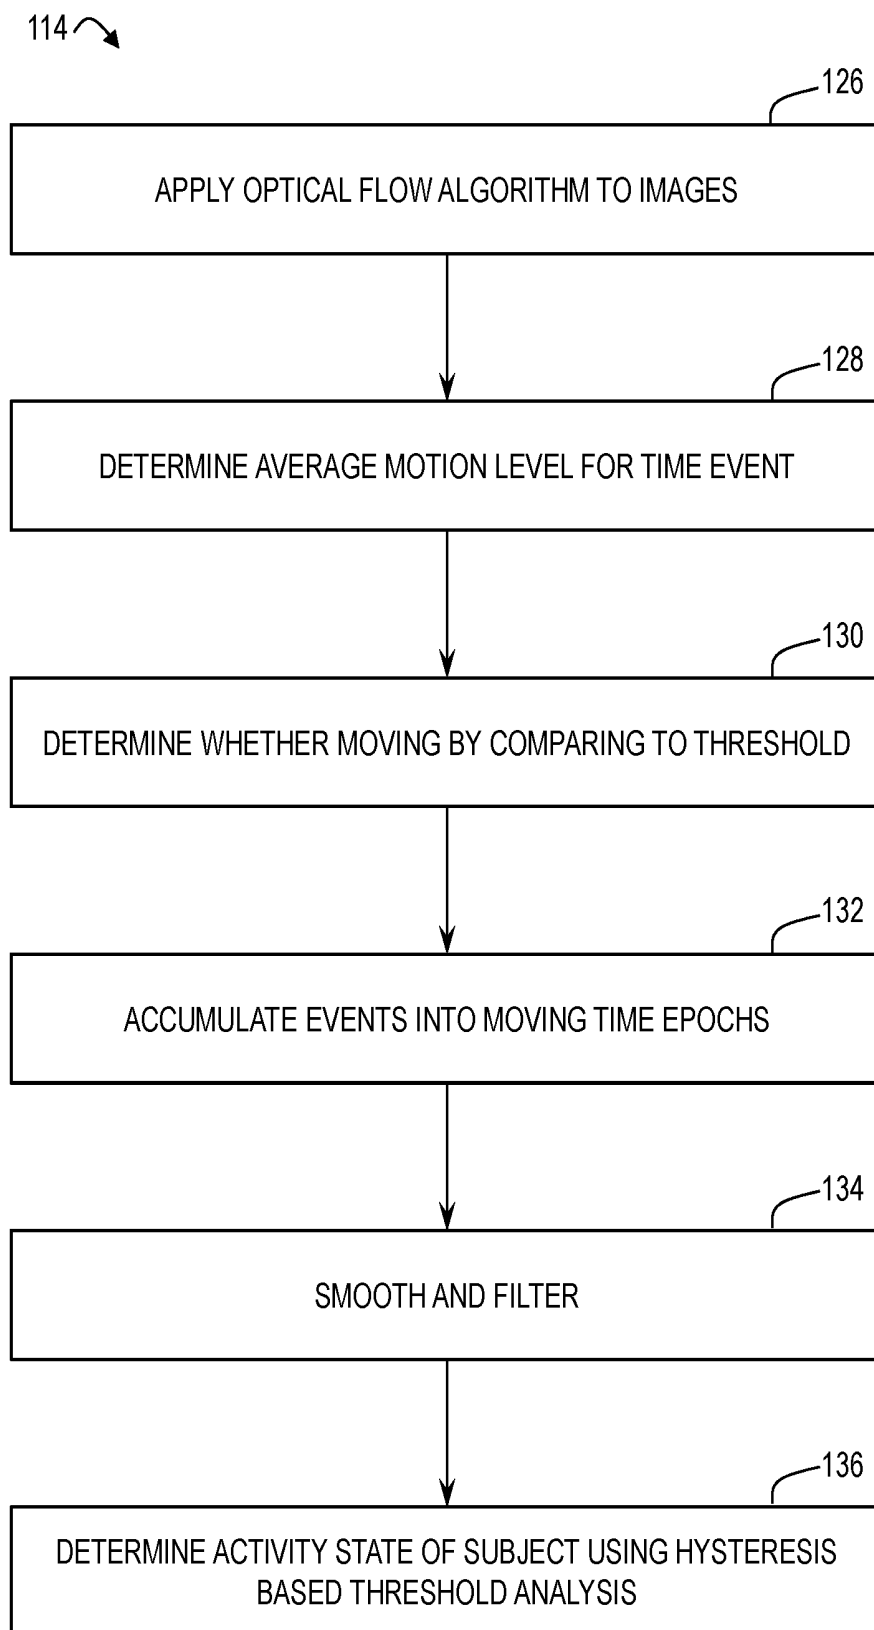 114
126
APPLY OPTICAL FLOW ALGORITHM TO IMAGES
128
DETERMINE AVERAGE MOTION LEVEL FOR TIME EVENT
130
DETERMINE WHETHER MOVING BY COMPARING TO THRESHOLD
132
ACCUMULATE EVENTS INTO MOVING TIME EPOCHS
134
SMOOTH AND FILTER
136
DETERMINE ACTIVITY STATE OF SUBJECT USING HYSTERESIS
BASED THRESHOLD ANALYSIS